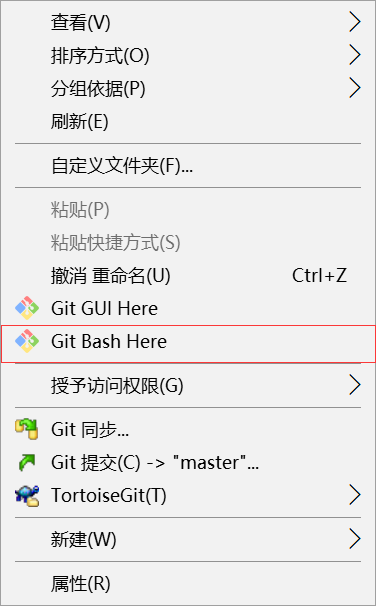 查看(V)
排序方式(O)
分组依据(P)
刷新(E)
自定义文件夹(F)...
粘贴(P)
粘贴快捷方式(S)
撤消 重命名(U) Ctrl+Z
Git GUI Here
Git Bash Here
授予访问权限(G)
Git 同步...
Git 提交(C) -> "master"...
TortoiseGit(T)
新建(W)
属性(R)